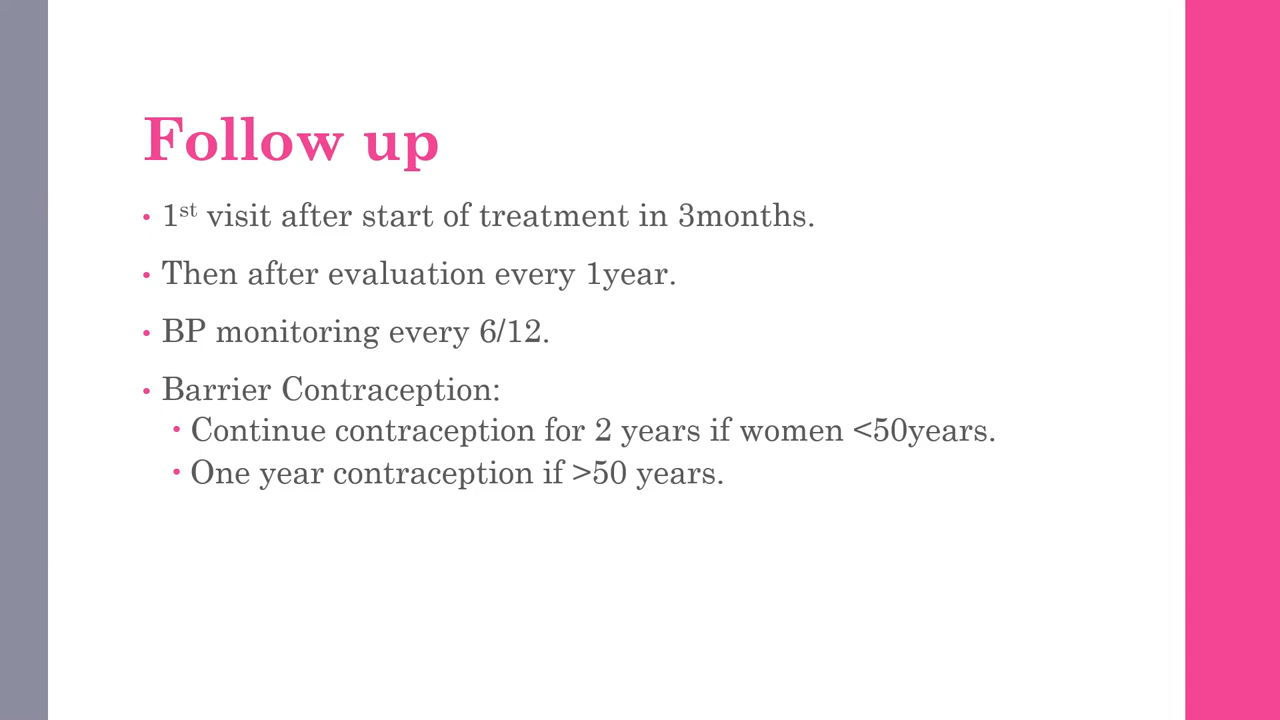 Follow up
• 1st visit after start of treatment in 3months.
• Then after evaluation every 1year.
• BP monitoring every 6/12.
• Barrier Contraception:
• Continue contraception for 2 years if women <50years.
• One year contraception if >50 years.